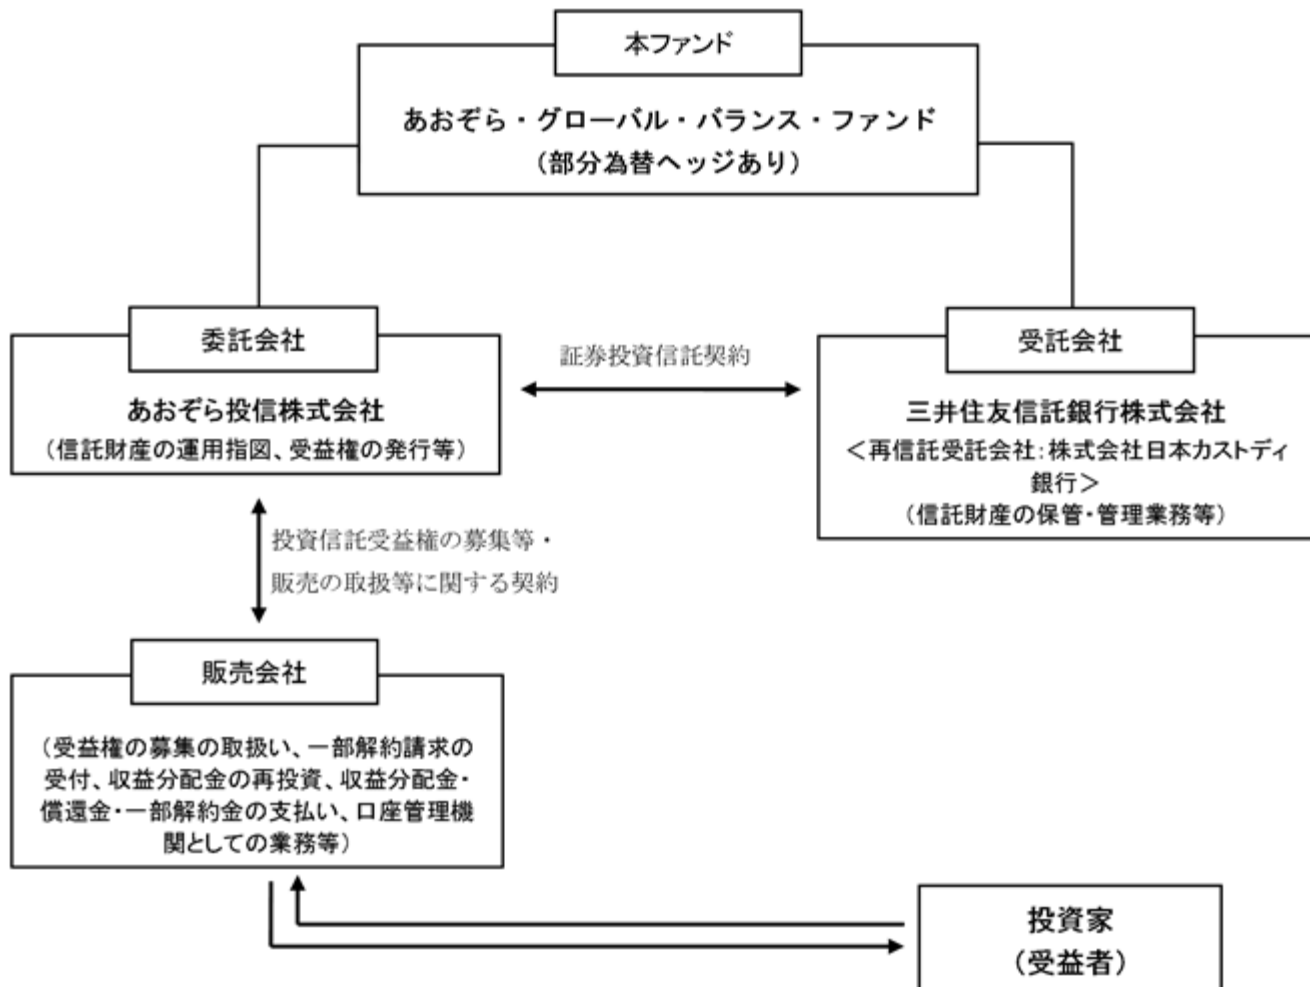 本ファンド
あおぞら・グローバル・バランス・ファンド
（部分為替ヘッジあり）
委託会社
あおぞら投信株式会社
（信託財産の運用指図、受益権の発行等）
証券投資信託契約
受託会社
三井住友信託銀行株式会社
＜再信託受託会社：株式会社日本カストディ
銀行＞
（信託財産の保管・管理業務等）
投資信託受益権の募集等・
販売の取扱等に関する契約
販売会社
（受益権の募集の取扱い、一部解約請求の
受付、収益分配金の再投資、収益分配金・
償還金・一部解約金の支払い、口座管理機
関としての業務等）
投資家
（受益者）